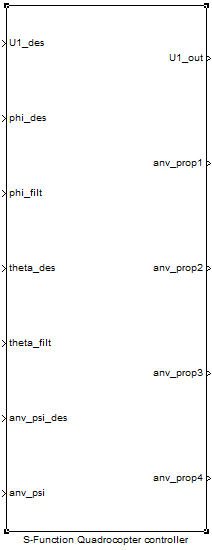 U1_des
U1_out
phi_des
anv_prop1
phi_filt
theta_des
anv_prop2
theta_filt
anv_prop3
anv_psi_des
anv_prop4
anv_psi
S-Function Quadrocopter controller